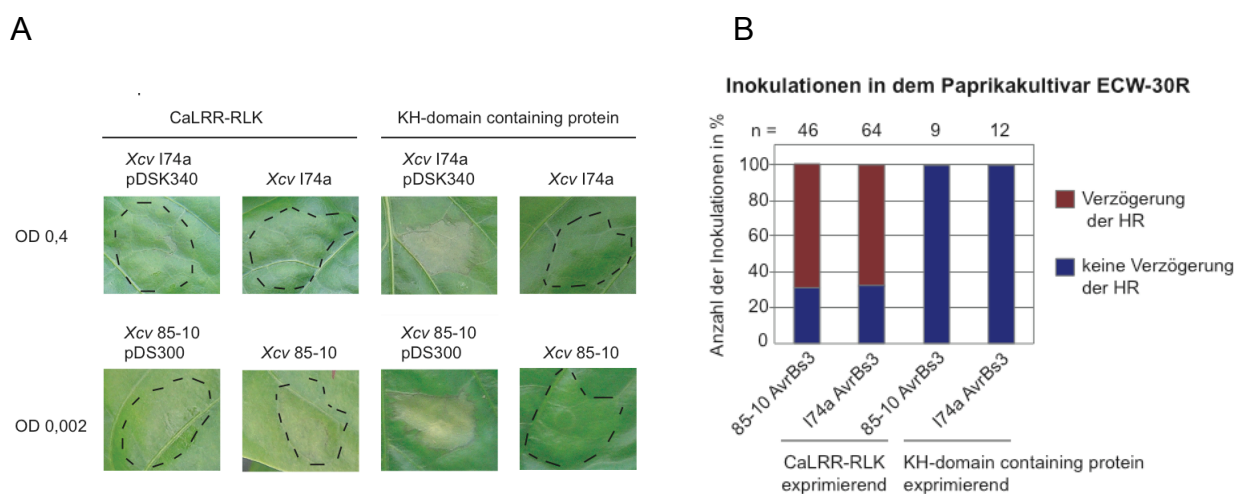 A
CaLRR-RLK
KH-domain containing protein
Xcv I74a
pDSK340
Xcv I74a
Xcv I74a
pDSK340
Xcv I74a
OD 0,4
Xcv 85-10
pDS300
Xcv 85-10
Xcv 85-10
pDS300
Xcv 85-10
OD 0,002
B
Inokulationen in dem Paprikakultivar ECW-30R
n = 46 64 9 12
Anzahl der Inokulationen in %
100
80
60
40
20
0
85-10 AvrBs3
I74a AvrBs3
85-10 AvrBs3
I74a AvrBs3
CaLRR-RLK
exprimierend
KH-domain containing protein
exprimierend
Verzögerung
der HR
keine Verzögerung
der HR